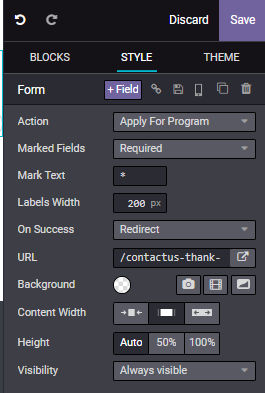 Discard Save
BLOCKS STYLE THEME
Form + Field
Action Apply For Program
Marked Fields Required
Mark Text *
Labels Width 200 px
On Success Redirect
URL /contactus-thank-
Background
Content Width
Height Auto 50% 100%
Visibility Always visible